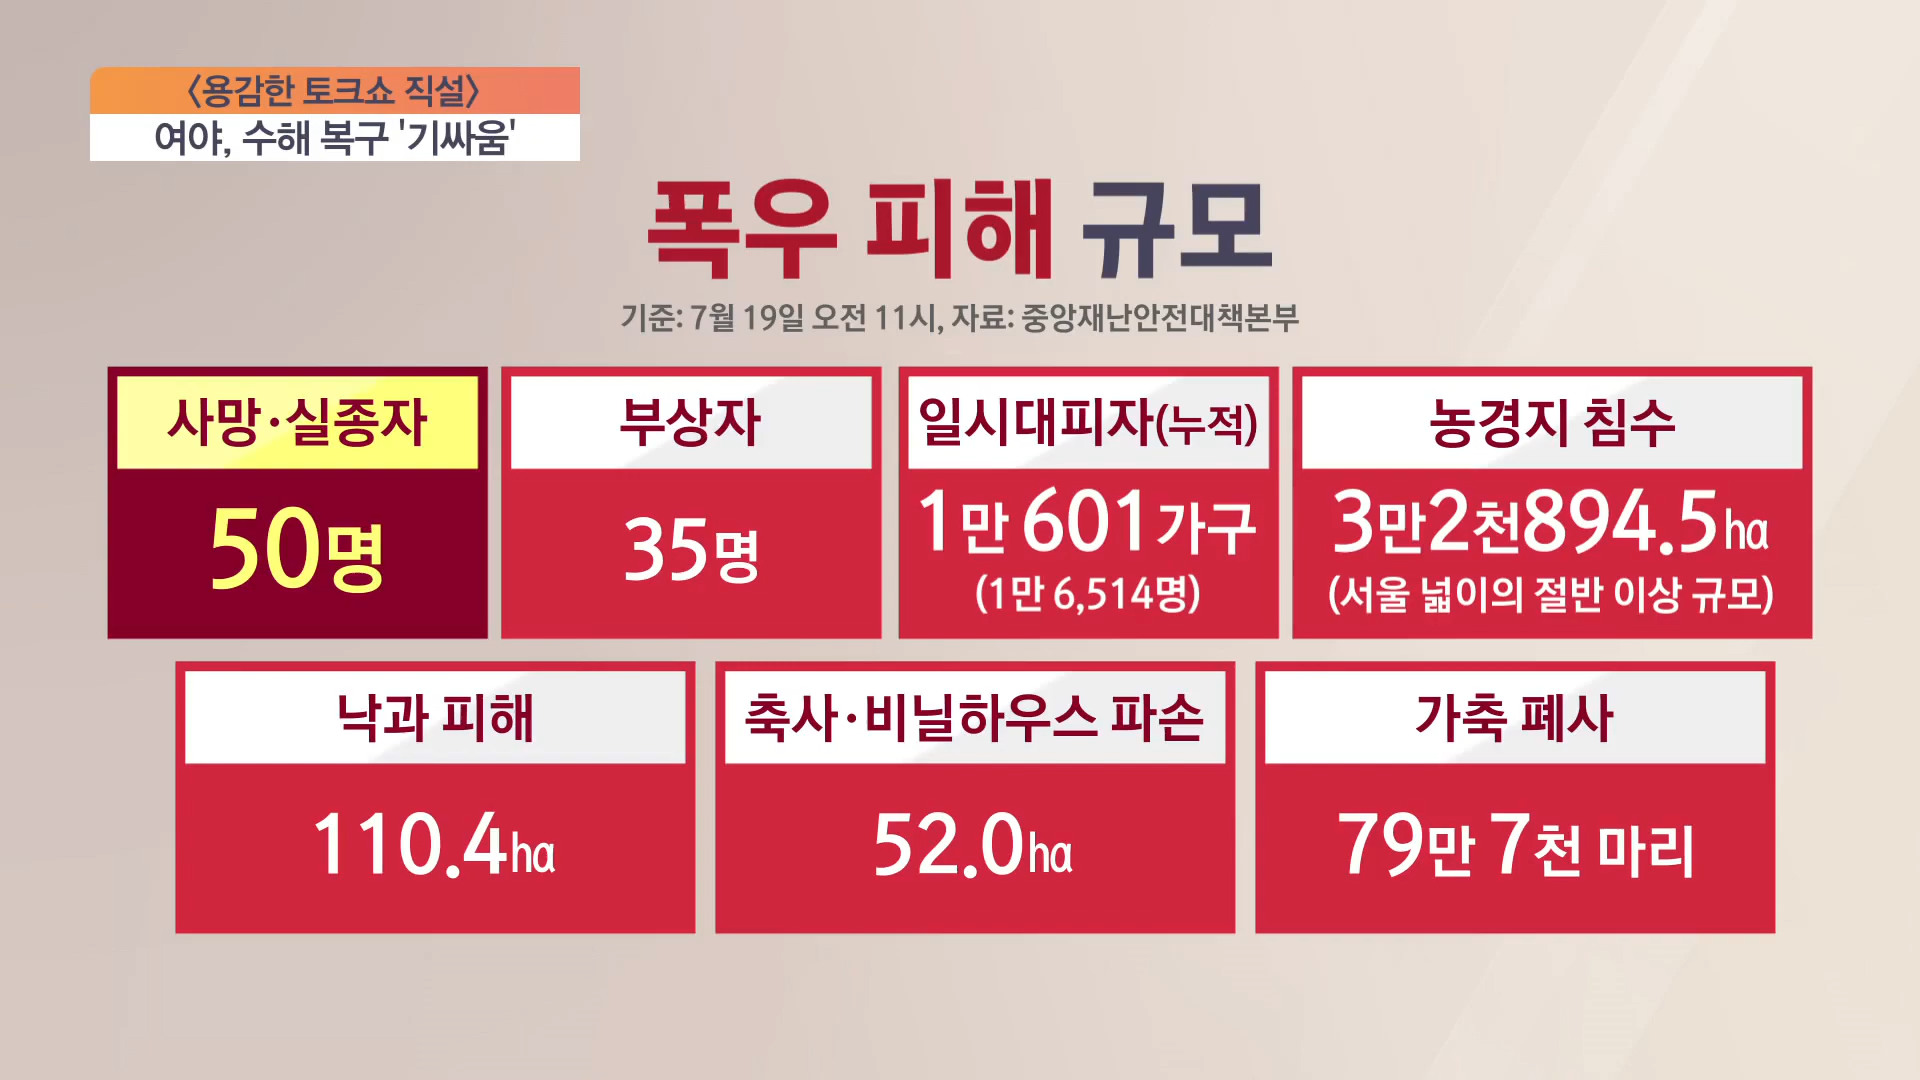 〈용감한 토크쇼 직설〉
여야, 수해 복구 '기싸움'
폭우 피해 규모
기준: 7월 19일 오전 11시, 자료: 중앙재난안전대책본부
사망·실종자
50명
부상자
35명
일시대피자(누적)
1만 601가구
(1만 6,514명)
농경지 침수
3만2천894.5ha
(서울 넓이의 절반 이상 규모)
낙과 피해
110.4ha
축사·비닐하우스 파손
52.0ha
가축 폐사
79만 7천 마리